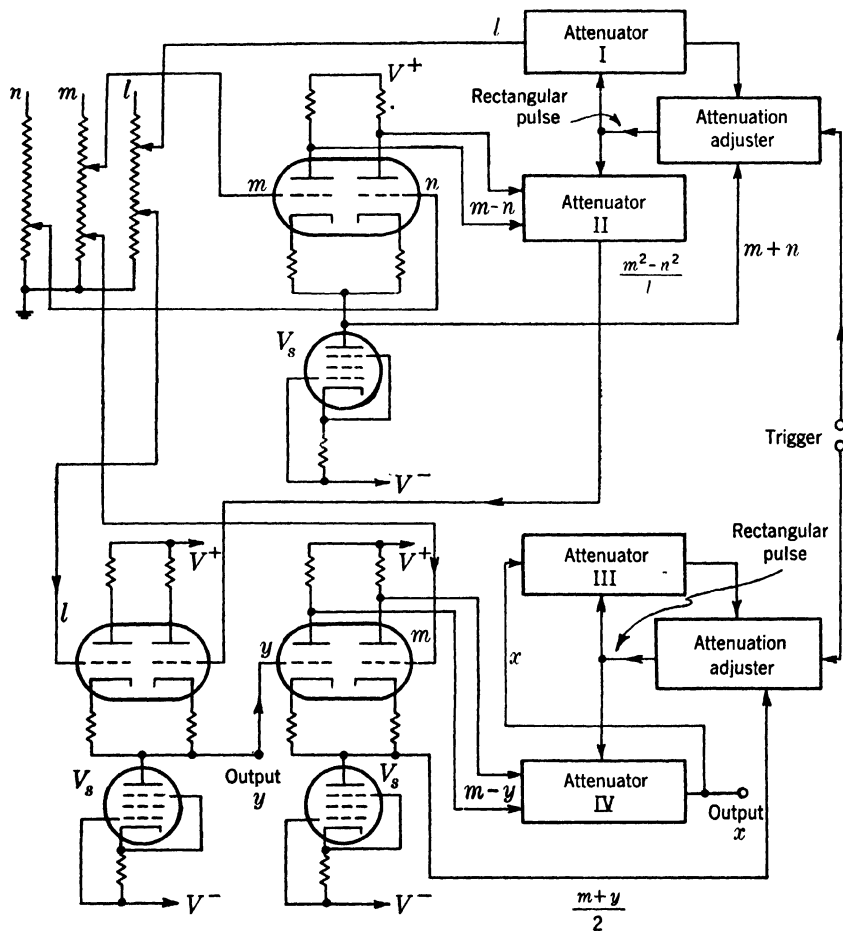 l
Attenuator
I
n
m
l
V+
Rectangular
pulse
Attenuation
adjuster
m
n
m-n
Attenuator
II
m+n
m²-n²
l
Vs
Trigger
V-
Rectangular
pulse
V+
V+
Attenuator
III
l
y
m
x
Attenuation
adjuster
Vs
Output
y
Vs
m-y
Attenuator
IV
Output
x
V-
V-
m+y
2